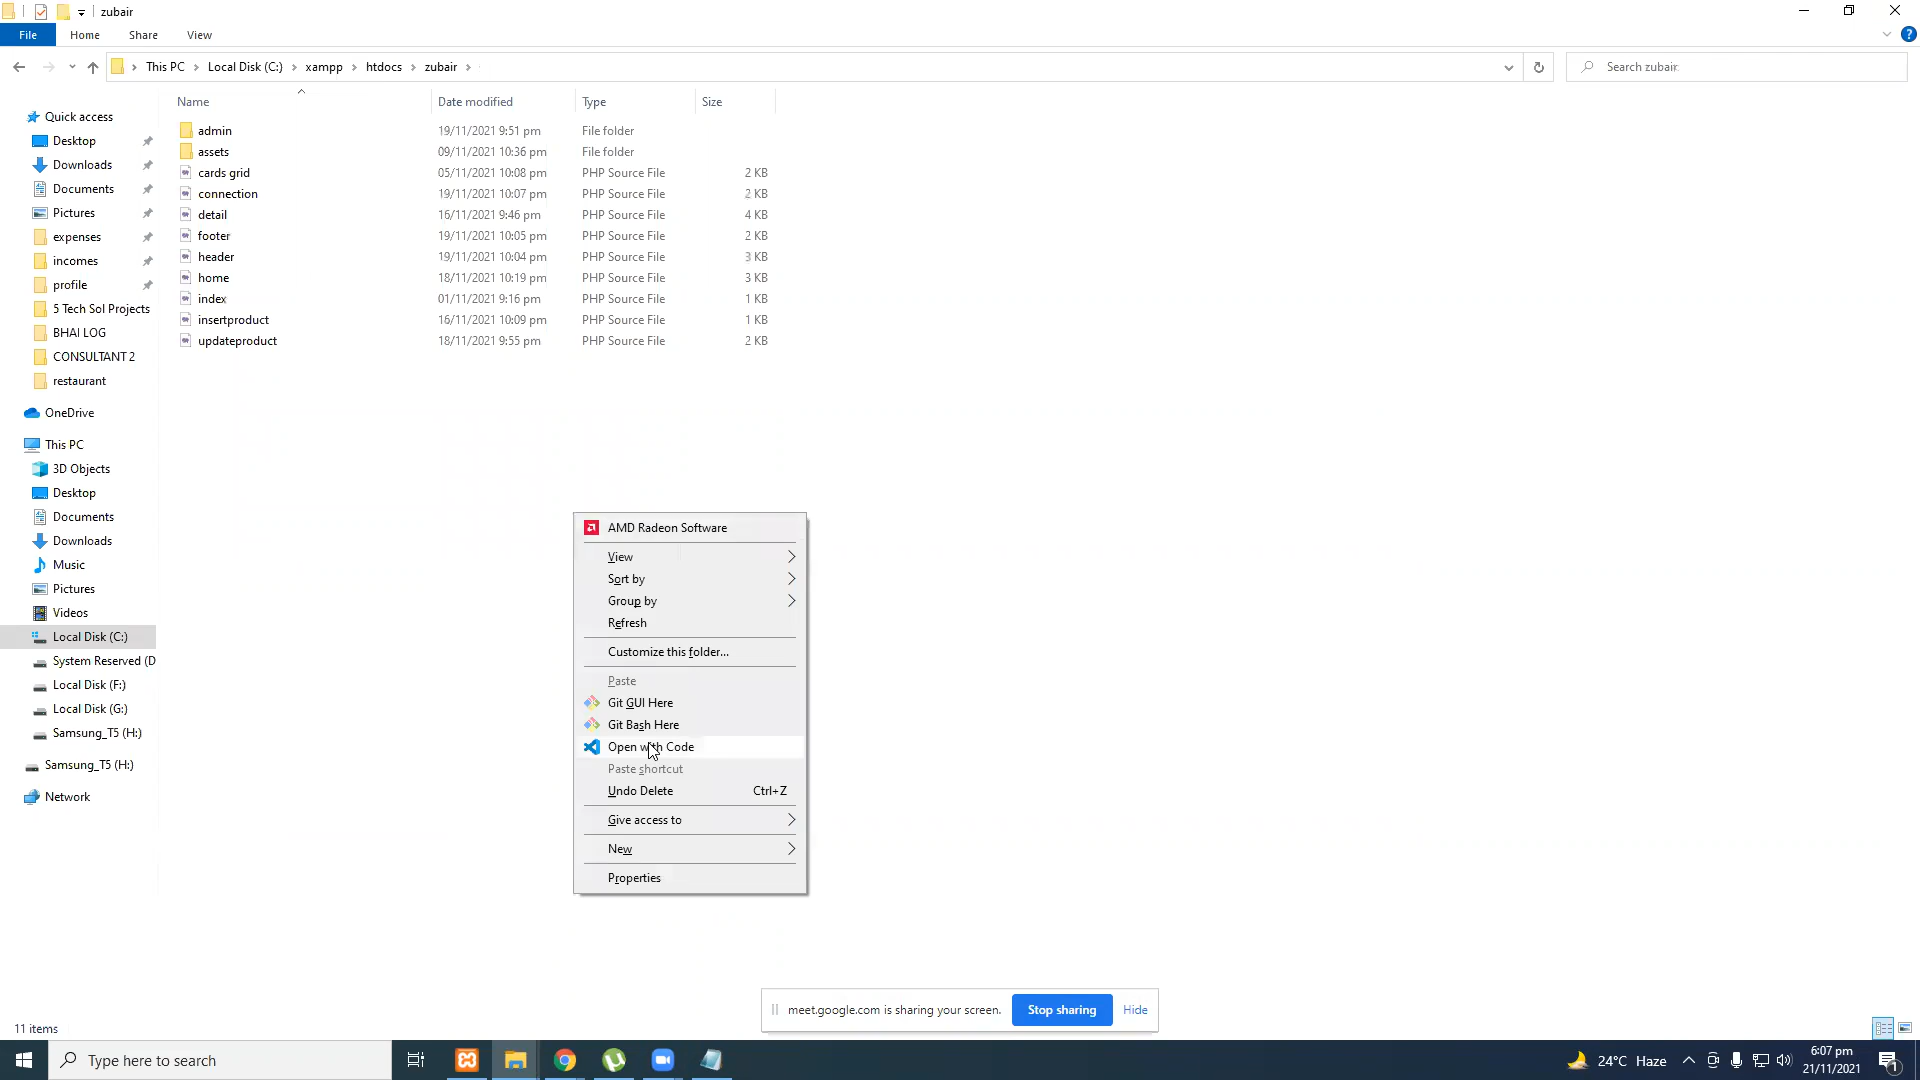 zubair
File Home Share View
This PC Local Disk (C:) xampp htdocs zubair
Search zubair
Name Date modified Type Size
Quick access
Desktop
Downloads
Documents
Pictures
expenses
incomes
profile
5 Tech Sol Projects
BHAI LOG
CONSULTANT 2
restaurant
OneDrive
This PC
3D Objects
Desktop
Documents
Downloads
Music
Pictures
Videos
Local Disk (C:)
System Reserved (D
Local Disk (F:)
Local Disk (G:)
Samsung_T5 (H:)
Samsung_T5 (H:)
Network
admin 19/11/2021 9:51 pm File folder
assets 09/11/2021 10:36 pm File folder
cards grid 05/11/2021 10:08 pm PHP Source File 2 KB
connection 19/11/2021 10:07 pm PHP Source File 2 KB
detail 16/11/2021 9:46 pm PHP Source File 4 KB
footer 19/11/2021 10:05 pm PHP Source File 2 KB
header 19/11/2021 10:04 pm PHP Source File 3 KB
home 18/11/2021 10:19 pm PHP Source File 3 KB
index 01/11/2021 9:16 pm PHP Source File 1 KB
insertproduct 16/11/2021 10:09 pm PHP Source File 1 KB
updateproduct 18/11/2021 9:55 pm PHP Source File 2 KB
AMD Radeon Software
View
Sort by
Group by
Refresh
Customize this folder...
Paste
Git GUI Here
Git Bash Here
Open with Code
Paste shortcut
Undo Delete Ctrl+Z
Give access to
New
Properties
meet.google.com is sharing your screen. Stop sharing Hide
11 items
Type here to search
24°C Haze
6:07 pm
21/11/2021
1